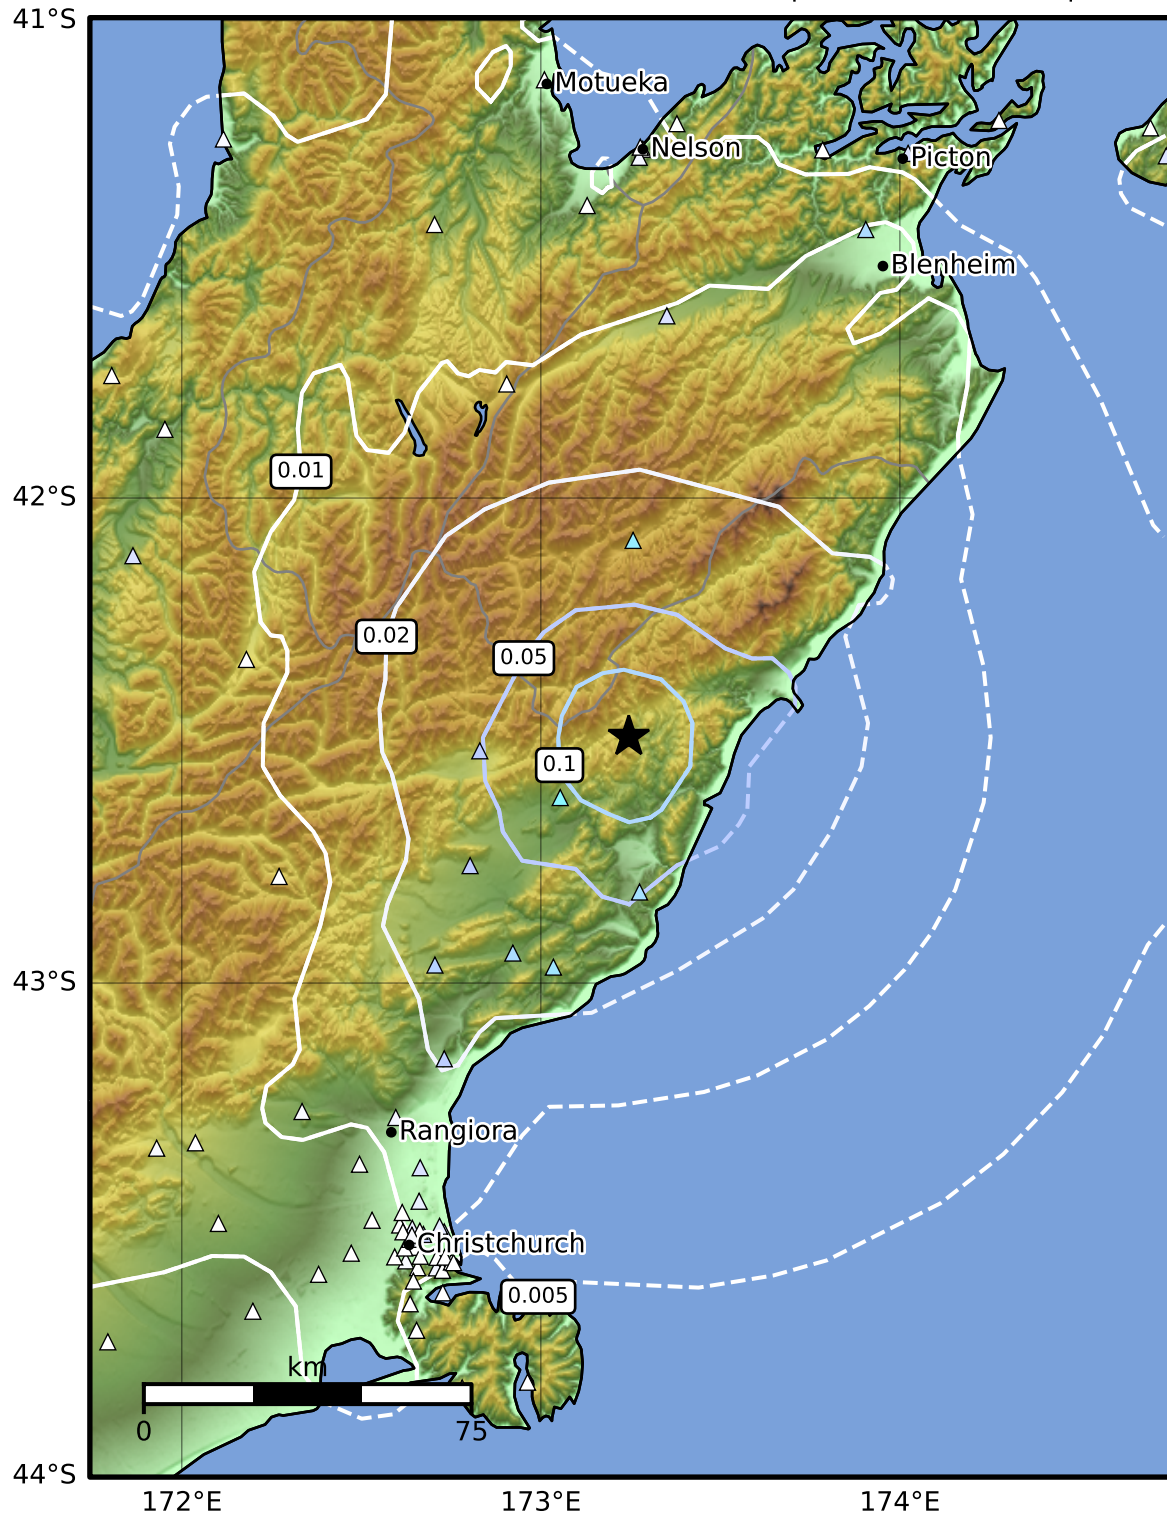 41°S
Motueka
Nelson
Picton
Blenheim
0.01
42°S
0.02
0.05
0.1
43°S
Rangiora
Christchurch
0.005
km
0
75
44°S
172°E
173°E
174°E